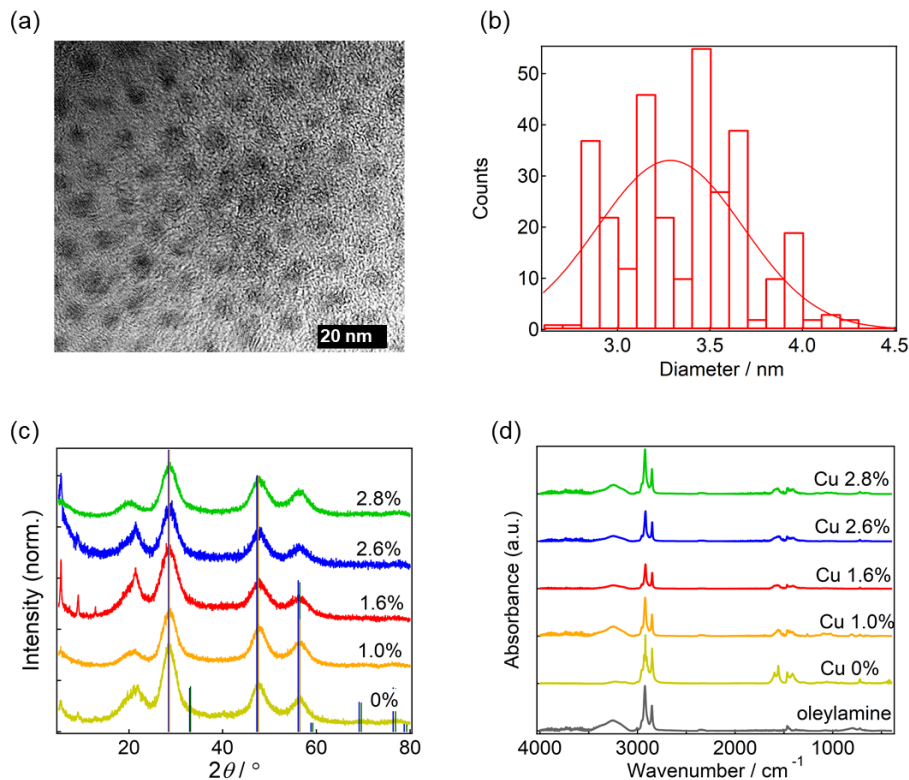 (a)
20 nm
(b)
Counts
50
40
30
20
10
0
3.0 3.5 4.0 4.5
Diameter / nm
(c)
Intensity (norm.)
2.8%
2.6%
1.6%
1.0%
0%
20 40 60 80
2θ / °
(d)
Absorbance (a.u.)
Cu 2.8%
Cu 2.6%
Cu 1.6%
Cu 1.0%
Cu 0%
oleylamine
4000 3000 2000 1000
Wavenumber / cm⁻¹